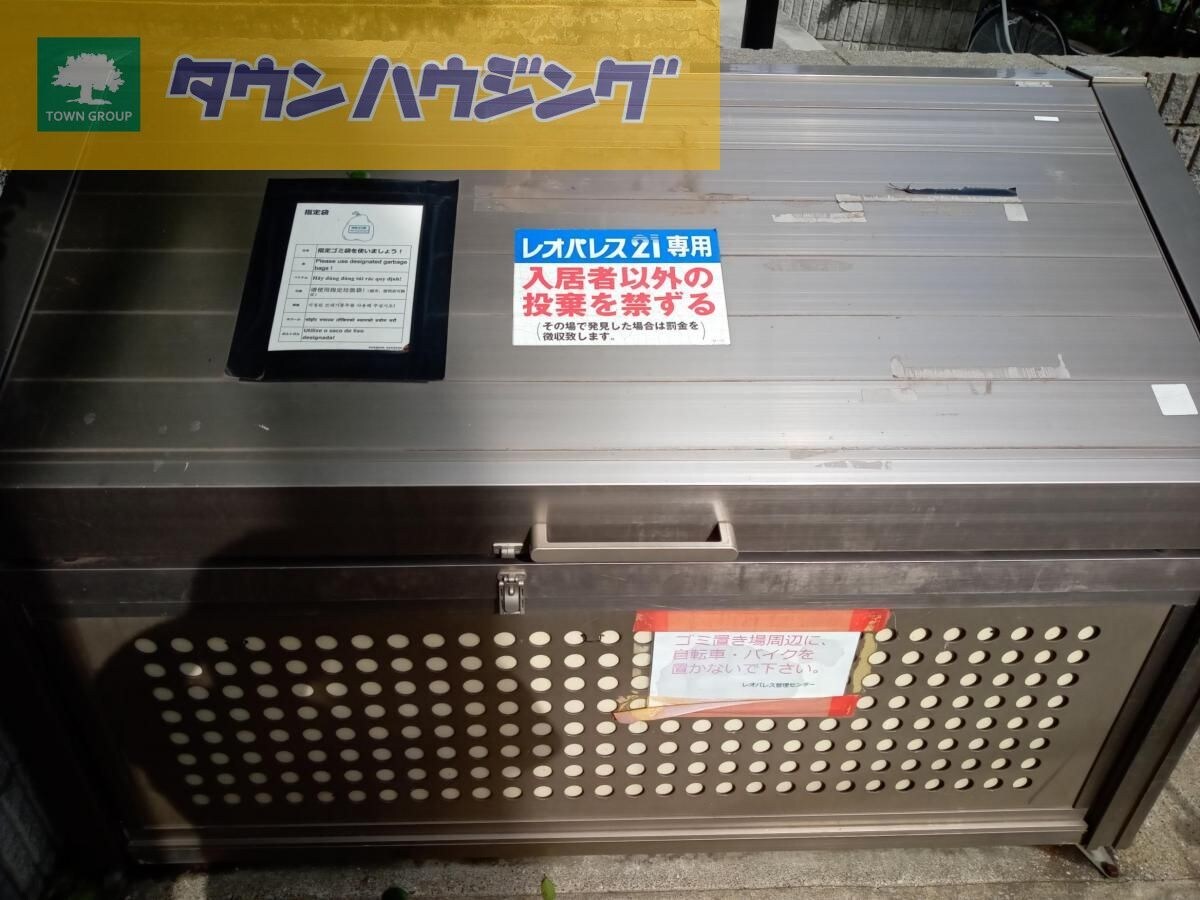 タウンハウジング
TOWN GROUP
指定袋
指定ゴミ袋を使いましょう!
Please use designated garbage
bags !
Hãy dùng đúng túi rác quy định!
Utilize o saco de lixo
designado!
レオパレス21専用
入居者以外の
投棄を禁ずる
(その場で発見した場合は罰金を
徴収致します。)
ゴミ置き場周辺に、
自転車・バイクを
置かないで下さい。
レオパレス管理センター